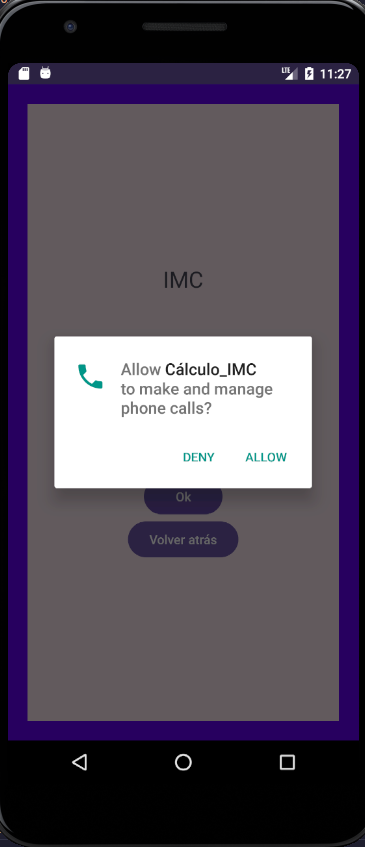 LTE 11:27
IMC
Allow Cálculo_IMC
to make and manage
phone calls?
DENY ALLOW
Ok
Volver atrás